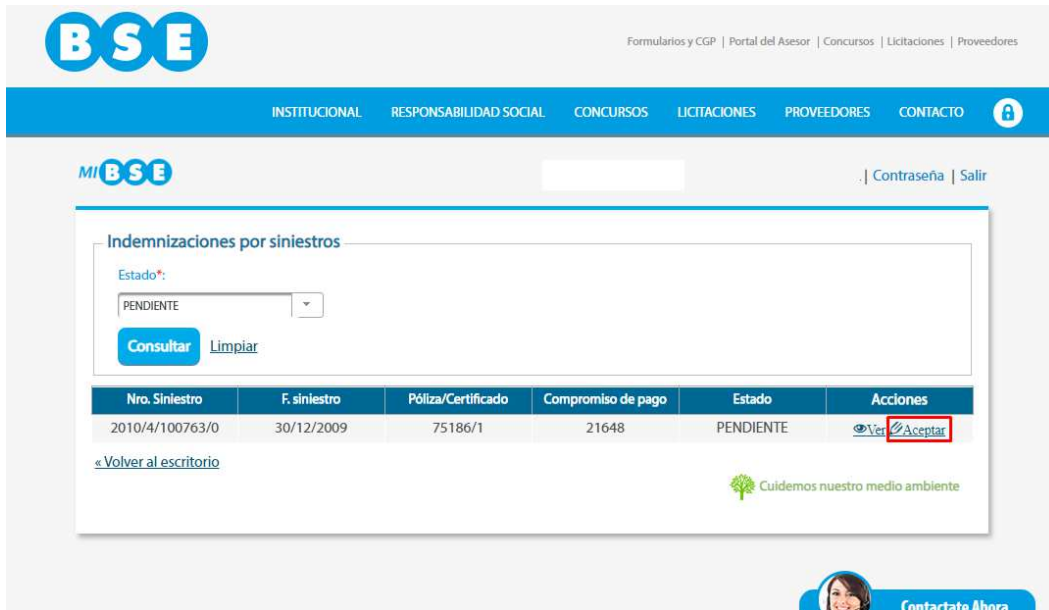 BSE
Formularios y CGP | Portal del Asesor | Concursos | Licitaciones | Proveedores
INSTITUCIONAL RESPONSABILIDAD SOCIAL CONCURSOS LICITACIONES PROVEEDORES CONTACTO
MI BSE
. | Contraseña | Salir
Indemnizaciones por siniestros
Estado*:
PENDIENTE
Consultar Limpiar
Nro. Siniestro F. siniestro Póliza/Certificado Compromiso de pago Estado Acciones
2010/4/100763/0 30/12/2009 75186/1 21648 PENDIENTE Ver Aceptar
« Volver al escritorio
Cuidemos nuestro medio ambiente
Contactate Ahora